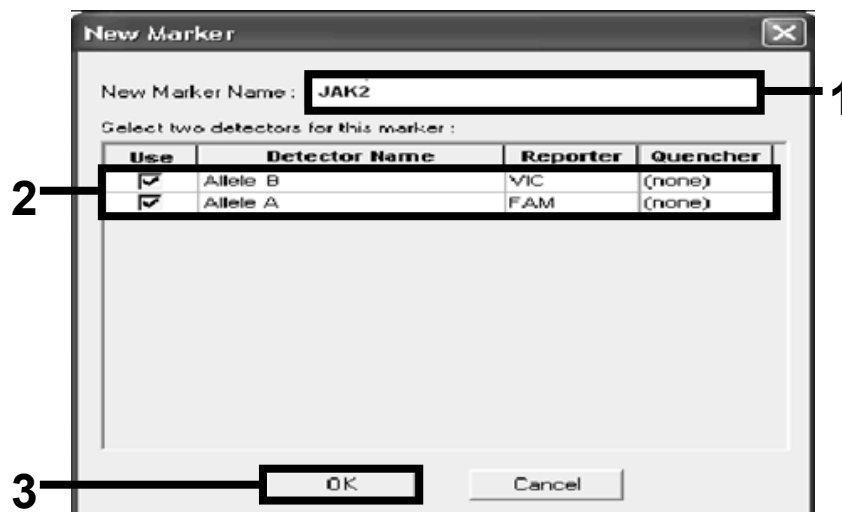 New Marker
New Marker Name : JAK2
1
Select two detectors for this marker :
Use Detector Name Reporter Quencher
2
Allele B VIC (none)
Allele A FAM (none)
3
OK Cancel